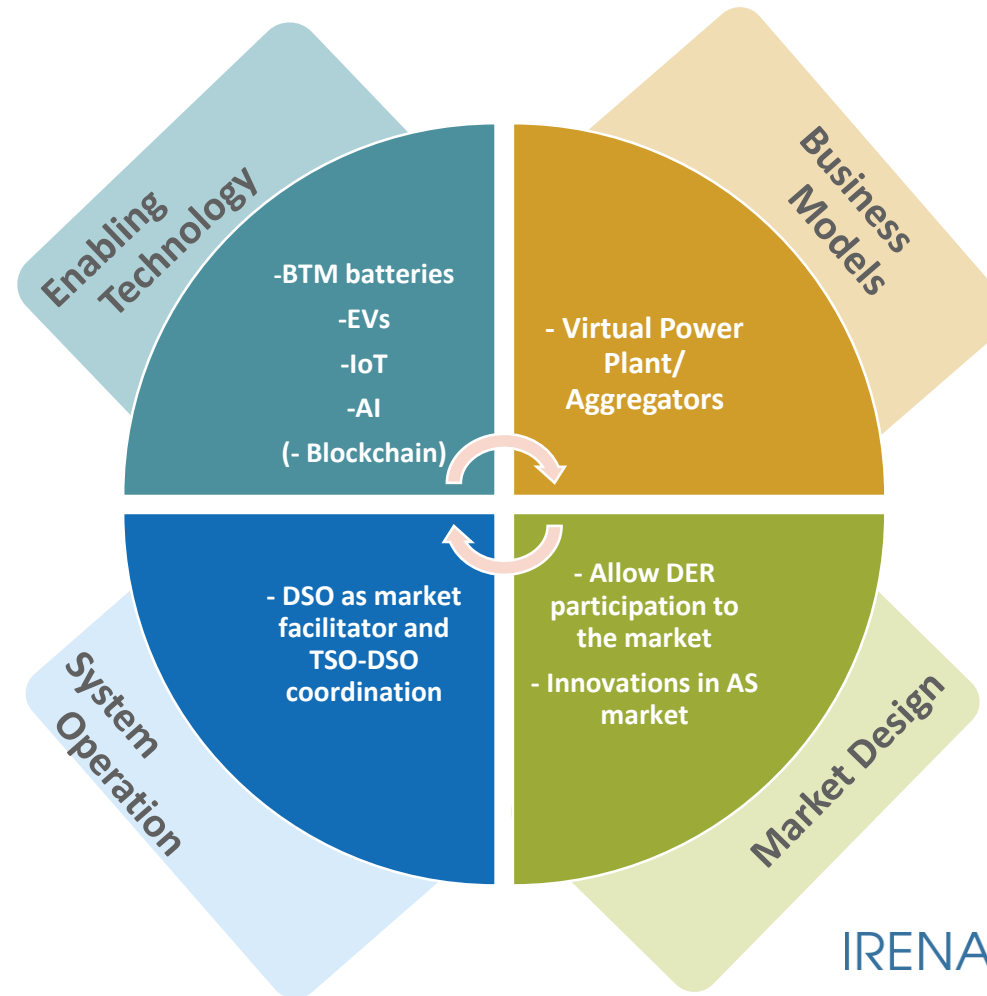 Enabling
Technology
-BTM batteries
-EVs
-IoT
-AI
(- Blockchain)
Business
Models
- Virtual Power
Plant/
Aggregators
System
Operation
- DSO as market
facilitator and
TSO-DSO
coordination
Market Design
- Allow DER
participation to
the market
- Innovations in AS
market
IRENA